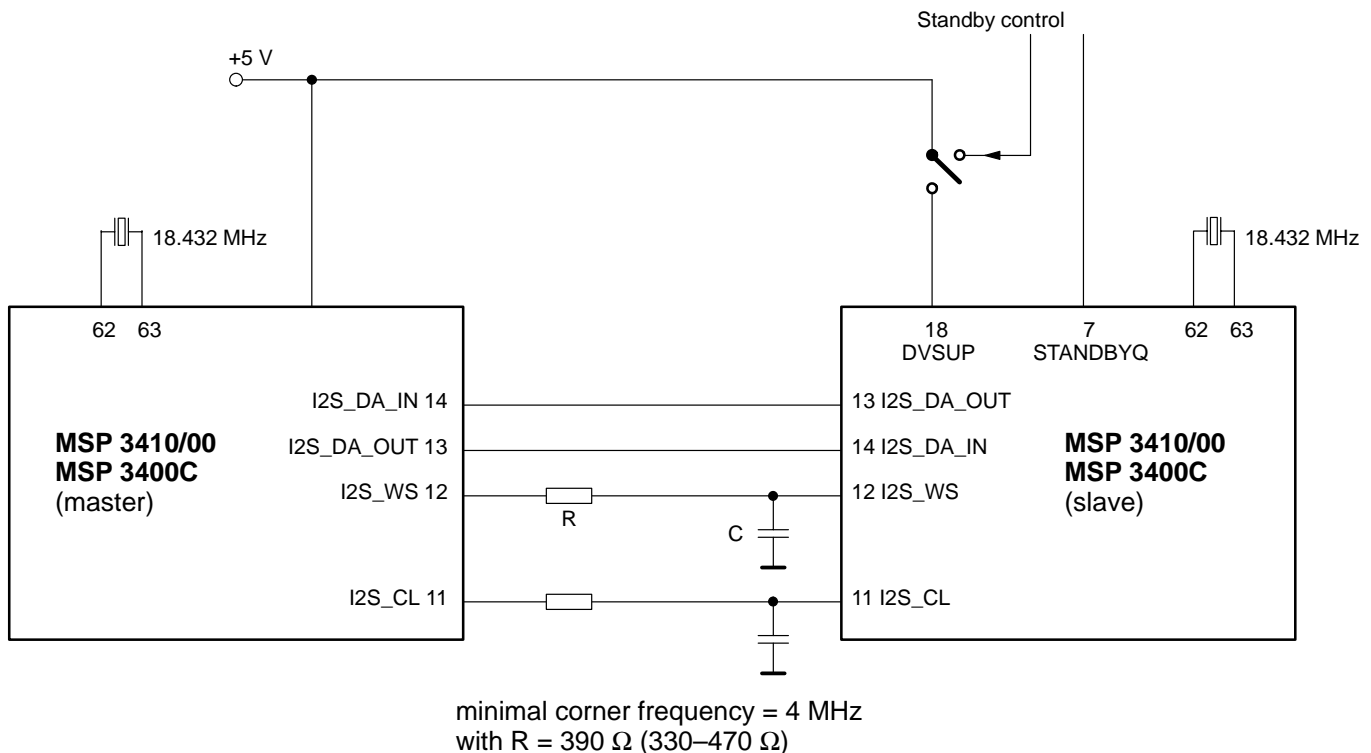 Standby control
+5 V
18.432 MHz
18.432 MHz
62 63
18
DVSUP
7
STANDBYQ
62 63
I2S_DA_IN 14
13 I2S_DA_OUT
MSP 3410/00
MSP 3400C
(master)
I2S_DA_OUT 13
14 I2S_DA_IN
MSP 3410/00
MSP 3400C
(slave)
I2S_WS 12
12 I2S_WS
R
C
I2S_CL 11
11 I2S_CL
minimal corner frequency = 4 MHz
with R = 390 Ω (330–470 Ω)